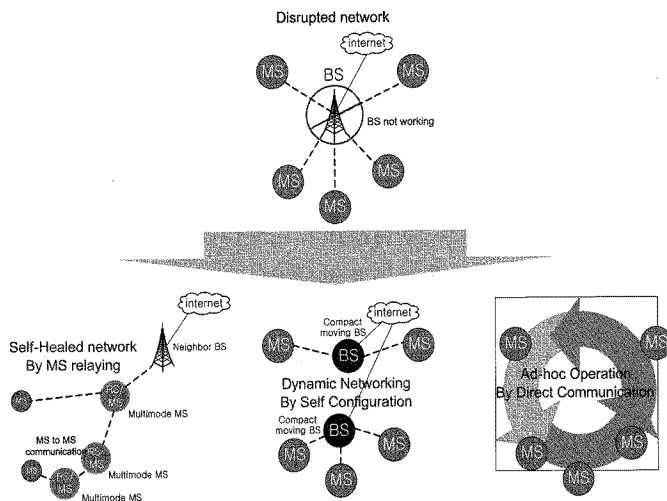 Disrupted network
internet
MS
BS
MS
BS not working
MS
MS
MS
internet
Neighbor BS
Self-Healed network
By MS relaying
Multimode MS
MS to MS
communication
Multimode MS
MS
Multimode MS
internet
Compact
moving BS
MS
BS
MS
Dynamic Networking
By Self Configuration
Compact
moving BS
BS
MS
MS
MS
MS
MS
Ad-hoc Operation
By Direct Communication
MS
MS
MS